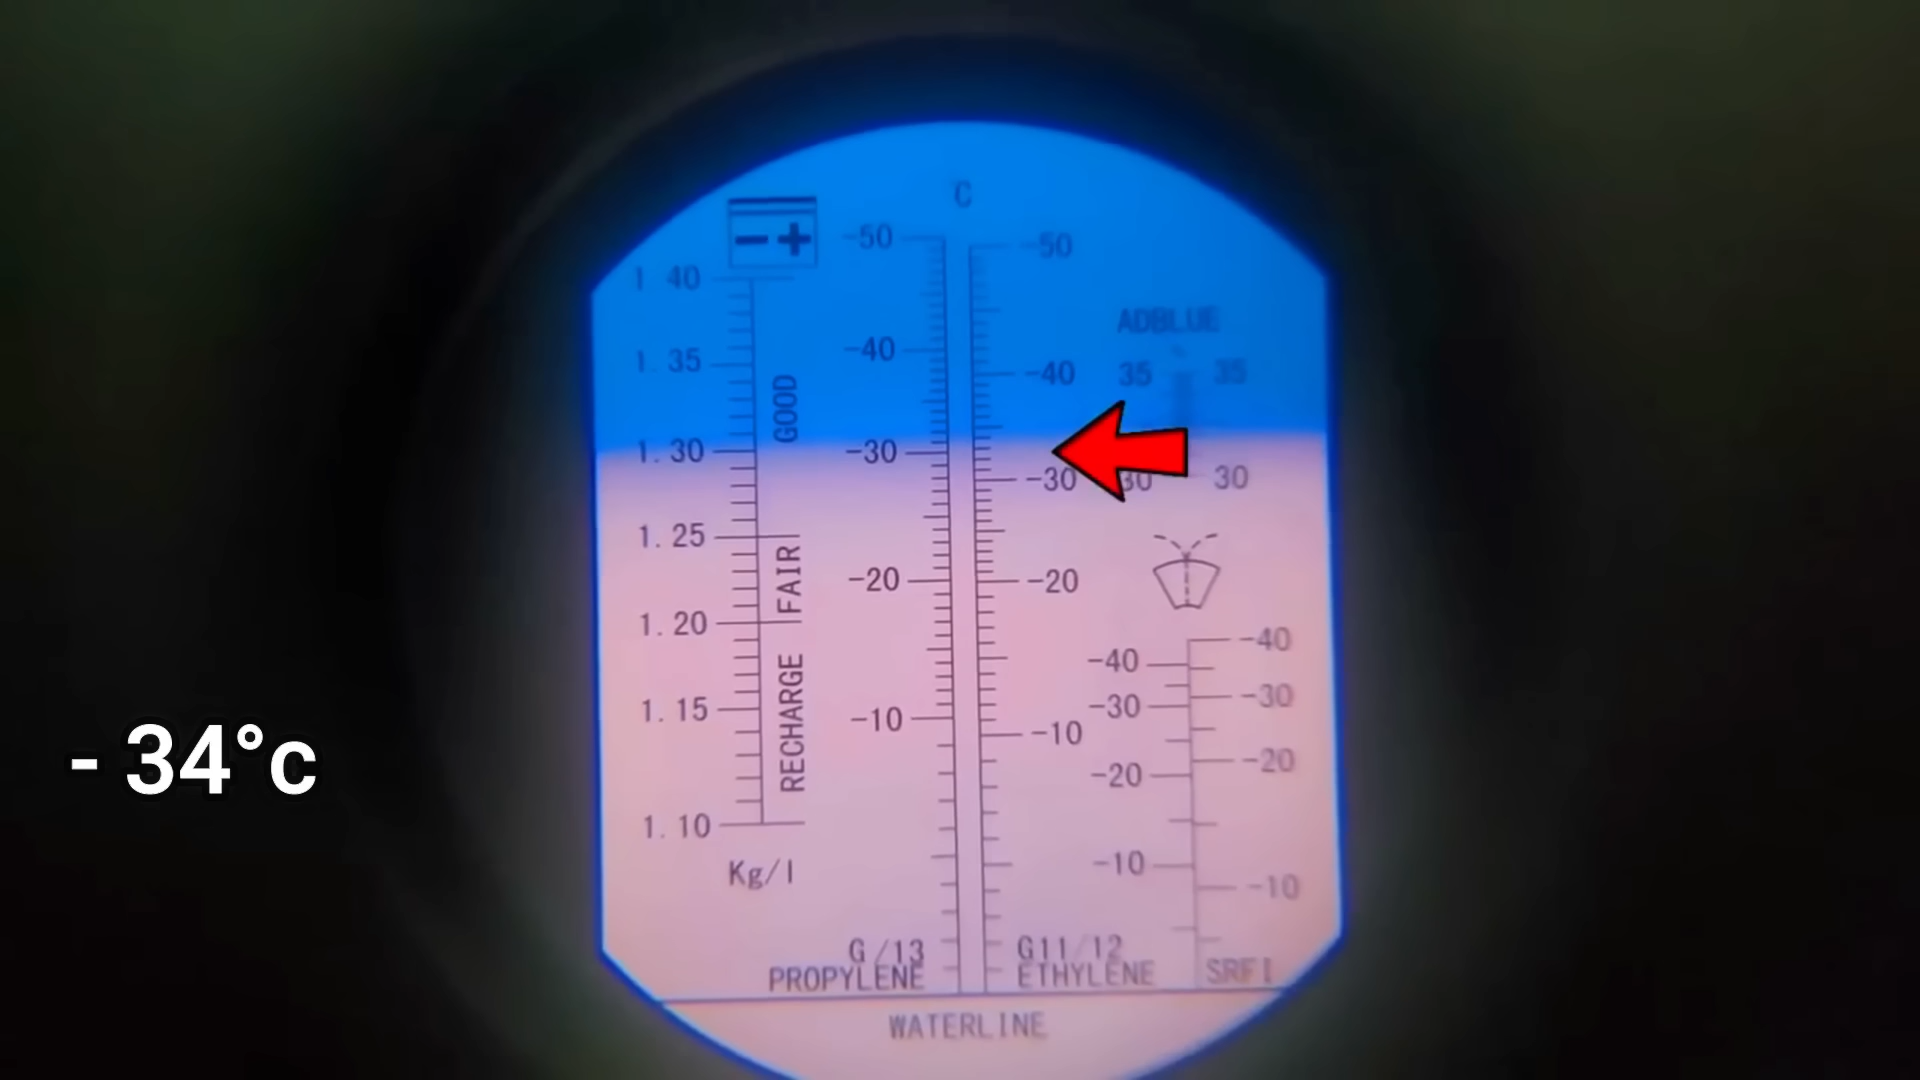 C
- +
-50 -50
1.40
ADBLUE
1.35 -40 -40 35 35
GOOD
1.30 -30 -30 30 30
1.25
FAIR
-20 -20
1.20
-40 -40
RECHARGE
-30 -30
1.15 -10 -10
-20 -20
- 34°c
1.10
-10 -10
Kg/l
G /13 G11/12
PROPYLENE ETHYLENE
WATERLINE